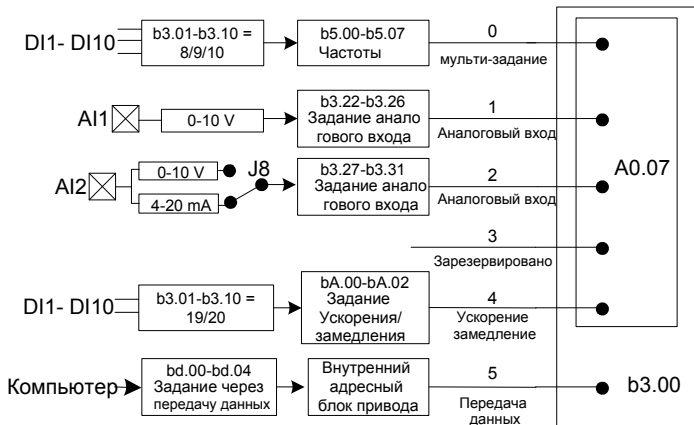 DI1- DI10
b3.01-b3.10 =
8/9/10
b5.00-b5.07
Частоты
0
мульти-задание
AI1
0-10 V
b3.22-b3.26
Задание анало
гового входа
1
Аналоговый вход
A0.07
AI2
0-10 V
4-20 mA
J8
b3.27-b3.31
Задание анало
гового входа
2
Аналоговый вход
3
Зарезервировано
DI1- DI10
b3.01-b3.10 =
19/20
bA.00-bA.02
Задание
Ускорения/
замедления
4
Ускорение
замедление
Компьютер
bd.00-bd.04
Задание через
передачу данных
Внутренний
адресный
блок привода
5
Передача
данных
b3.00